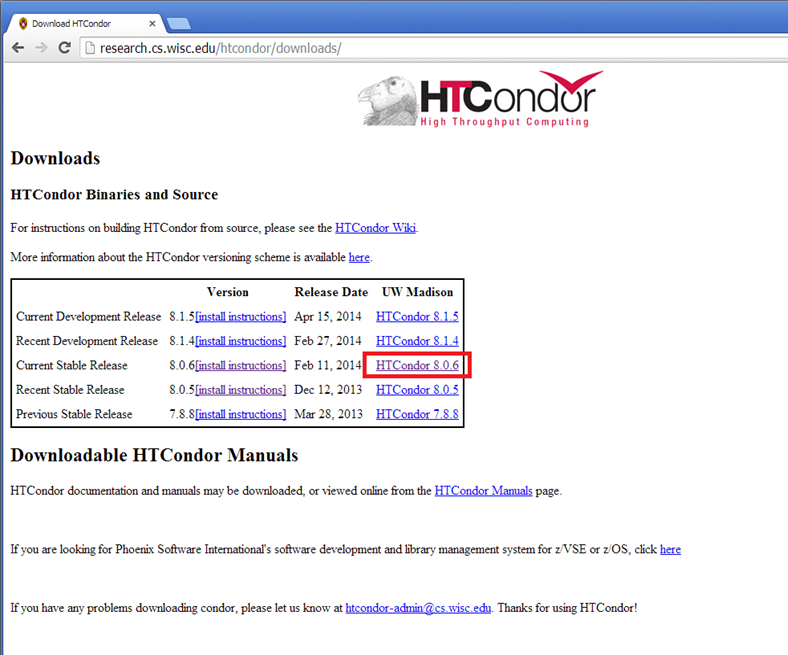 Download HTCondor
research.cs.wisc.edu/htcondor/downloads/
HTCondor
High Throughput Computing
Downloads
HTCondor Binaries and Source
For instructions on building HTCondor from source, please see the HTCondor Wiki.
More information about the HTCondor versioning scheme is available here.
Version Release Date UW Madison
Current Development Release 8.1.5[install instructions] Apr 15, 2014 HTCondor 8.1.5
Recent Development Release 8.1.4[install instructions] Feb 27, 2014 HTCondor 8.1.4
Current Stable Release 8.0.6[install instructions] Feb 11, 2014 HTCondor 8.0.6
Recent Stable Release 8.0.5[install instructions] Dec 12, 2013 HTCondor 8.0.5
Previous Stable Release 7.8.8[install instructions] Mar 28, 2013 HTCondor 7.8.8
Downloadable HTCondor Manuals
HTCondor documentation and manuals may be downloaded, or viewed online from the HTCondor Manuals page.
If you are looking for Phoenix Software International's software development and library management system for z/VSE or z/OS, click here
If you have any problems downloading condor, please let us know at htcondor-admin@cs.wisc.edu. Thanks for using HTCondor!